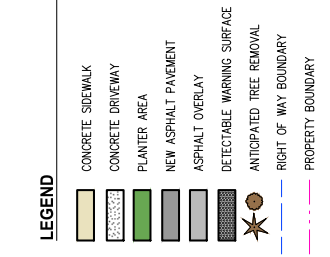 LEGEND
CONCRETE SIDEWALK
CONCRETE DRIVEWAY
PLANTER AREA
NEW ASPHALT PAVEMENT
ASPHALT OVERLAY
DETECTABLE WARNING SURFACE
ANTICIPATED TREE REMOVAL
RIGHT OF WAY BOUNDARY
PROPERTY BOUNDARY